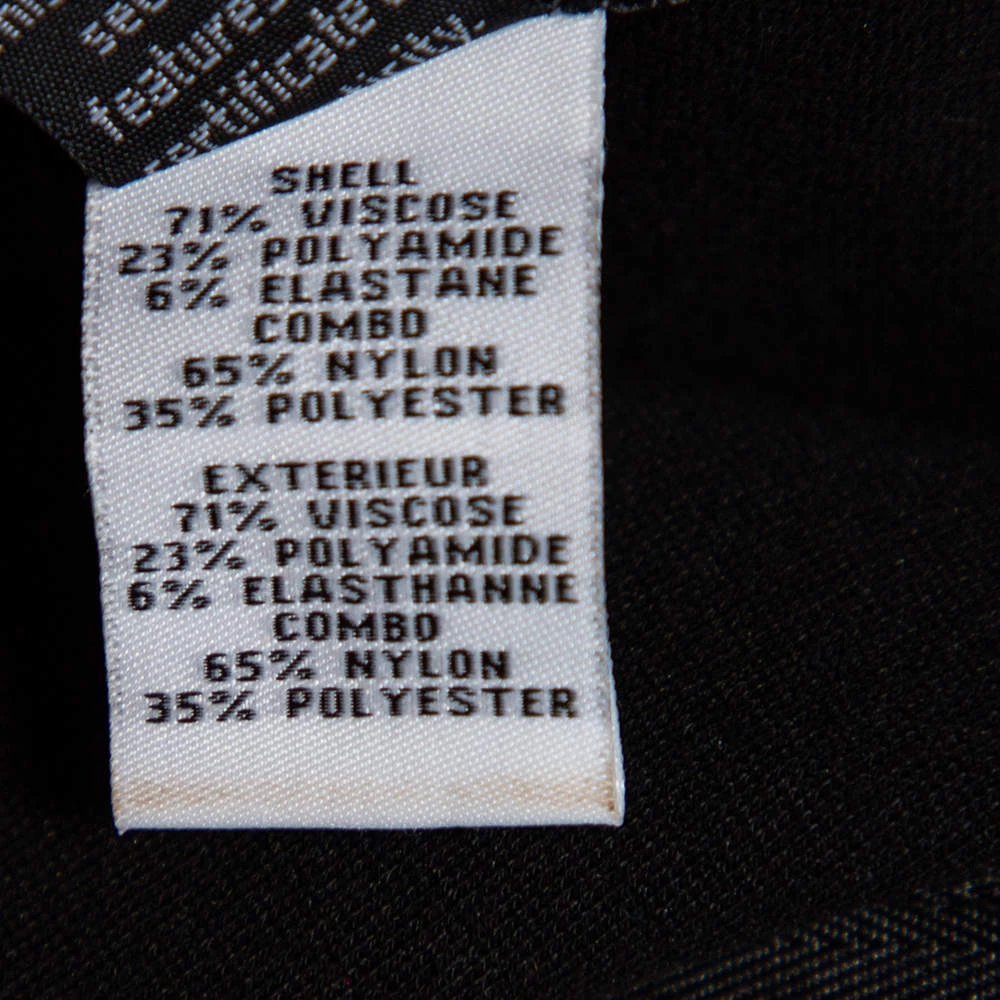 features
SHELL
71% VISCOSE
23% POLYAMIDE
6% ELASTANE
COMBO
65% NYLON
35% POLYESTER
EXTERIEUR
71% VISCOSE
23% POLYAMIDE
6% ELASTHANNE
COMBO
65% NYLON
35% POLYESTER